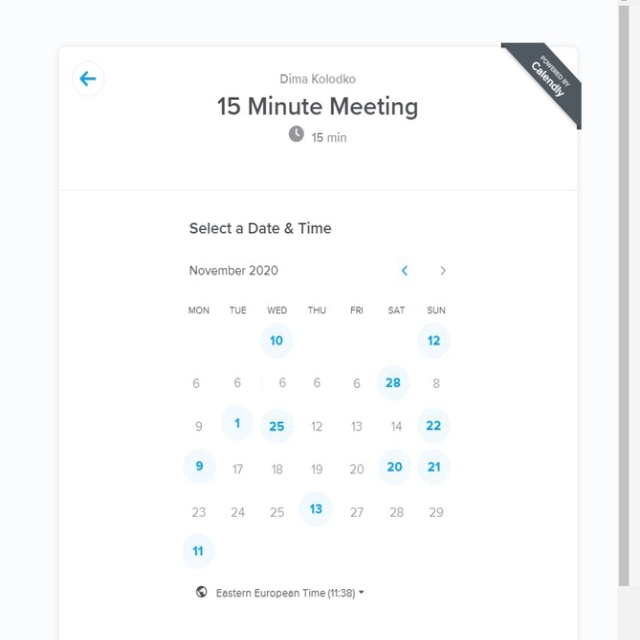 POWERED BY
Calendly
Dima Kolodko
15 Minute Meeting
15 min
Select a Date & Time
November 2020
MON TUE WED THU FRI SAT SUN
10 12
6 6 6 6 6 28 8
9 1 25 12 13 14 22
9 17 18 19 20 20 21
23 24 25 13 27 28 29
11
Eastern European Time (11:38)